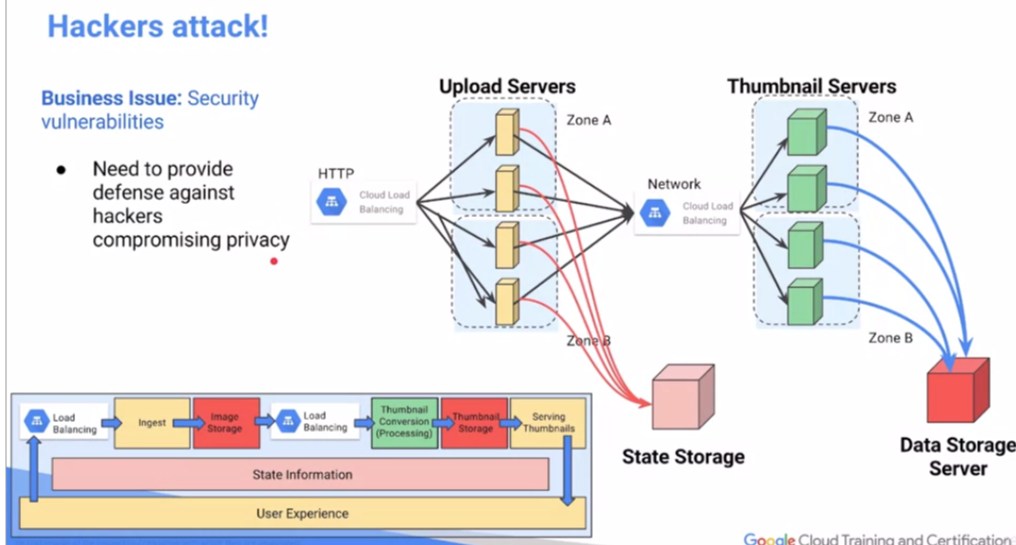 Hackers attack!
Business Issue: Security
vulnerabilities
● Need to provide
defense against
hackers
compromising privacy
Upload Servers
Zone A
HTTP
Cloud Load
Balancing
Zone B
Network
Cloud Load
Balancing
Thumbnail Servers
Zone A
Zone B
State Storage
Data Storage
Server
Load
Balancing
Ingest
Image
Storage
Load
Balancing
Thumbnail
Conversion
(Processing)
Thumbnail
Storage
Serving
Thumbnails
State Information
User Experience
Google Cloud Training and Certification